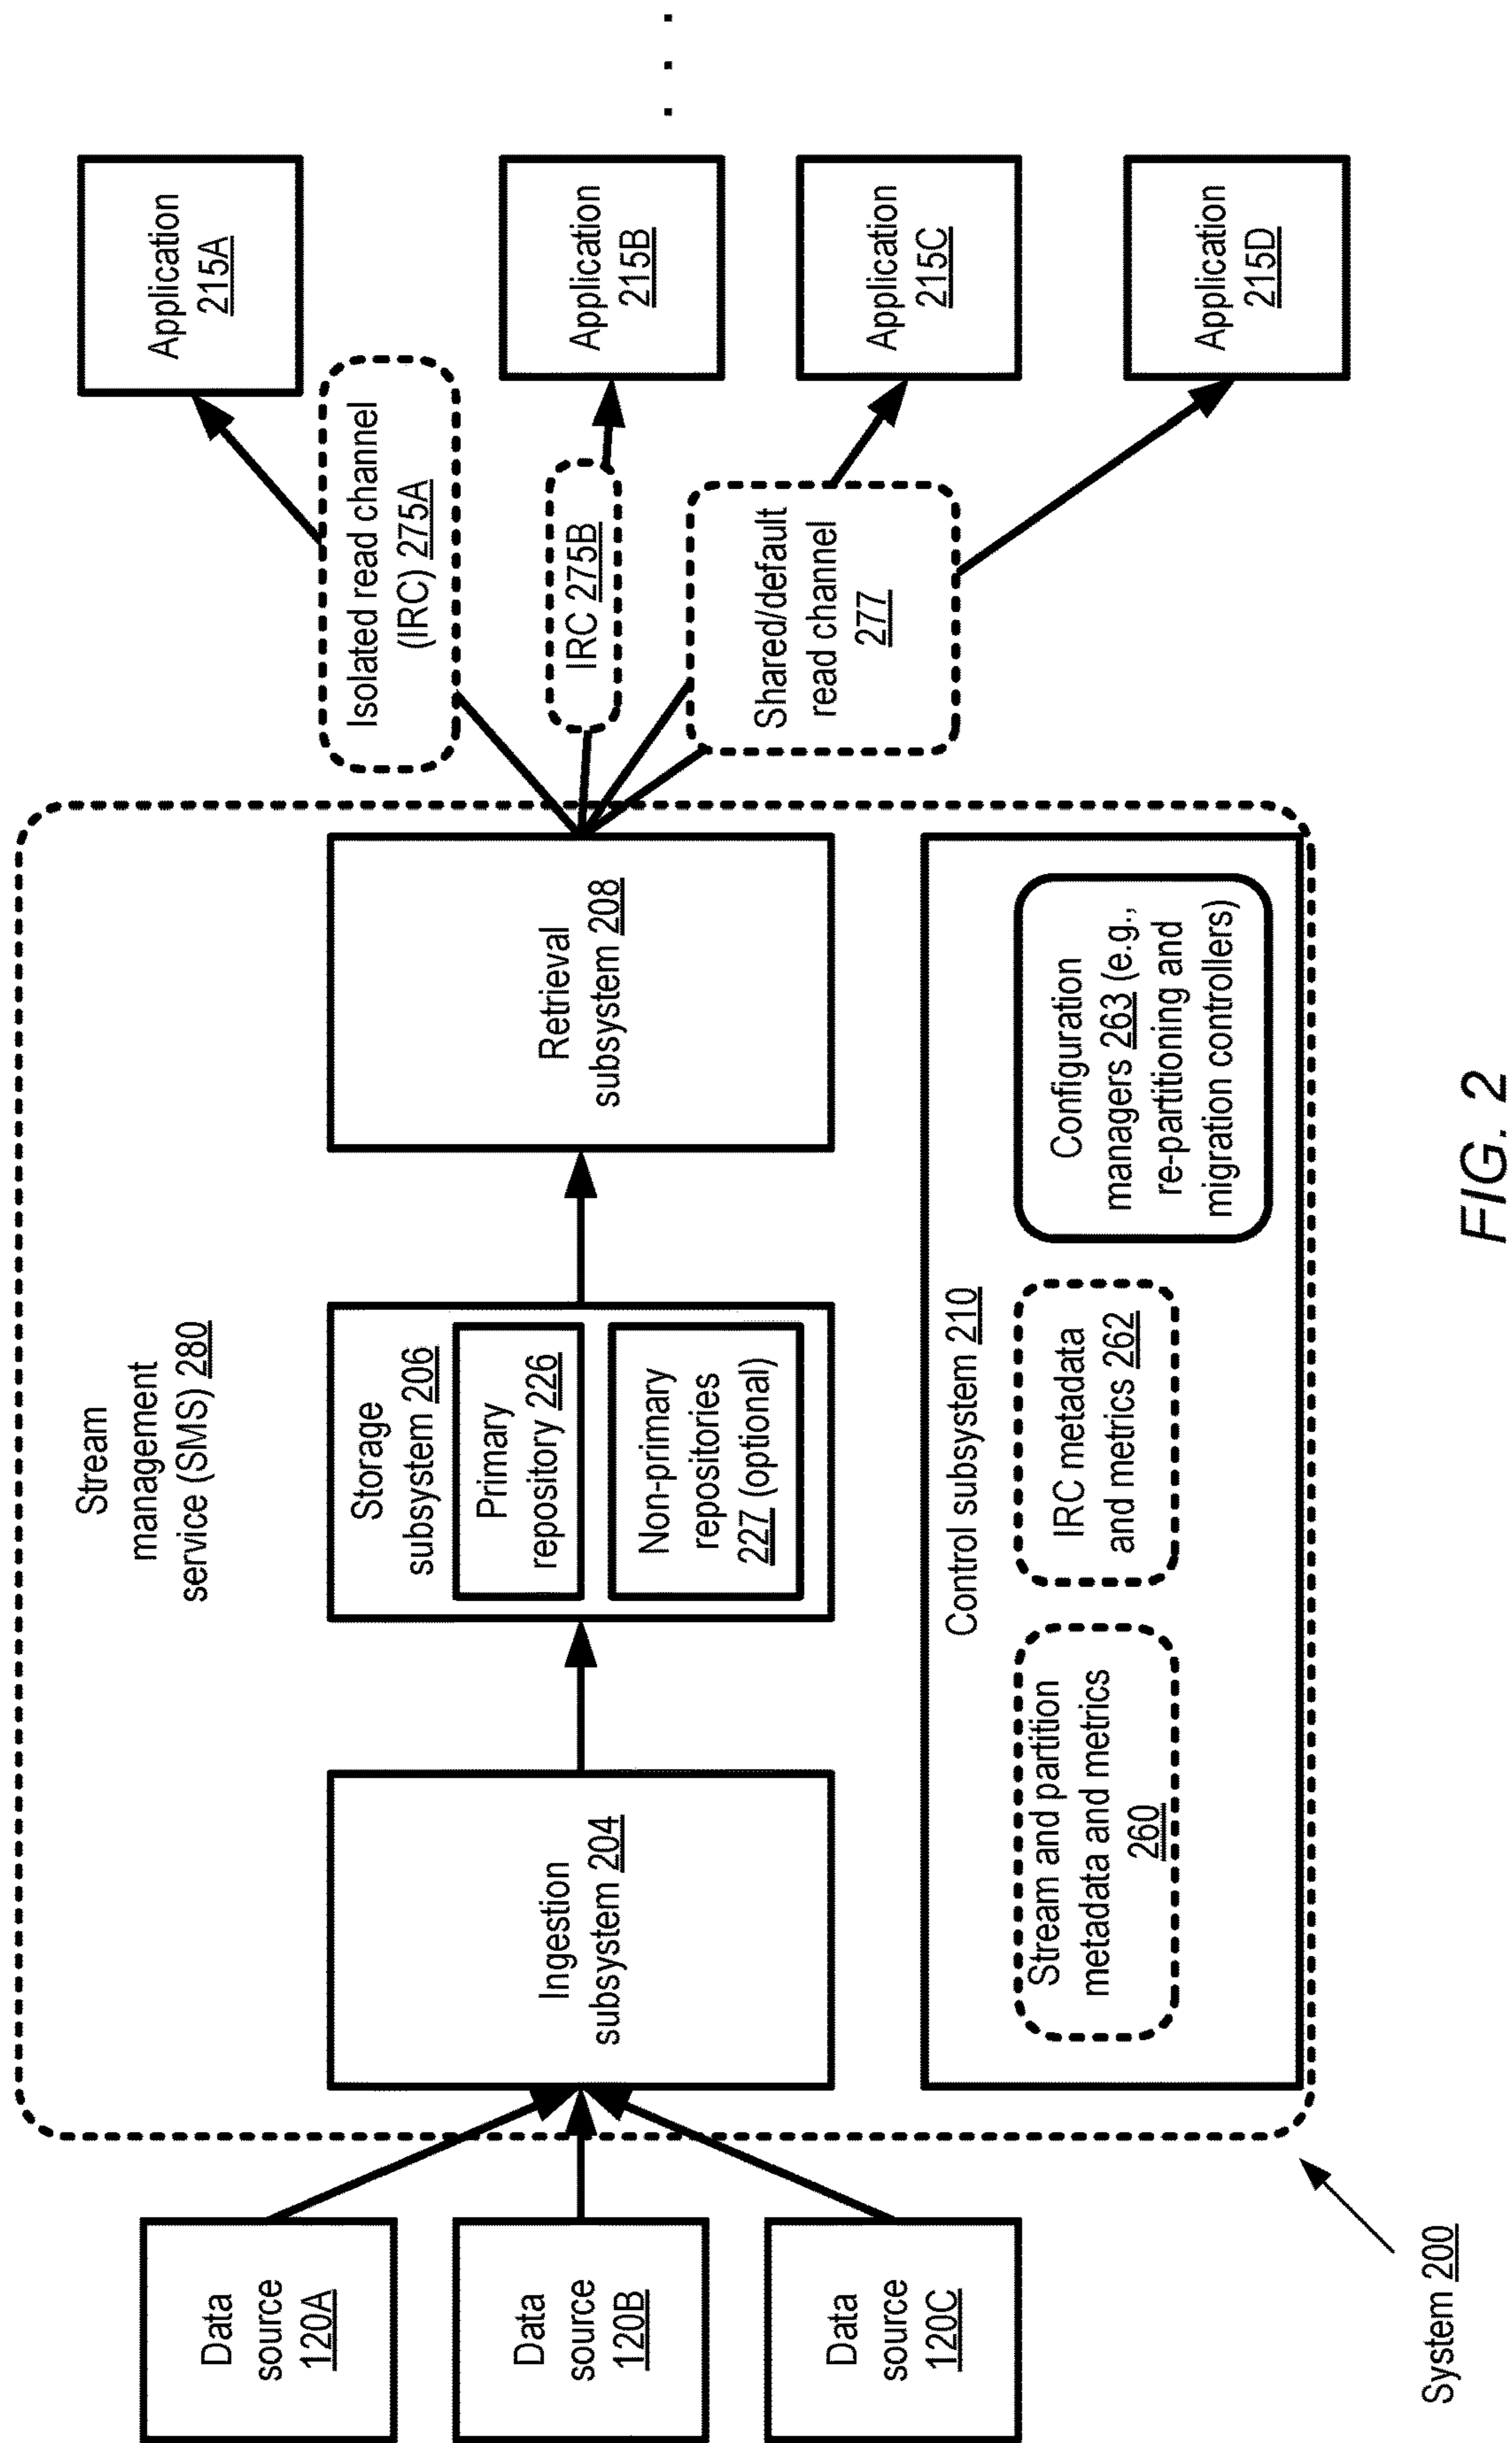 Stream
management
service (SMS) 280
Data
source
120A
Data
source
120B
Data
source
120C
Ingestion
subsystem 204
Storage
subsystem 206
Primary
repository 226
Non-primary
repositories
227 (optional)
Retrieval
subsystem 208
Isolated read channel
(IRC) 275A
IRC 275B
Shared/default
read channel
277
Application
215A
Application
215B
Application
215C
Application
215D
. . .
Control subsystem 210
Stream and partition
metadata and metrics
260
IRC metadata
and metrics 262
Configuration
managers 263 (e.g.,
re-partitioning and
migration controllers)
System 200
FIG. 2